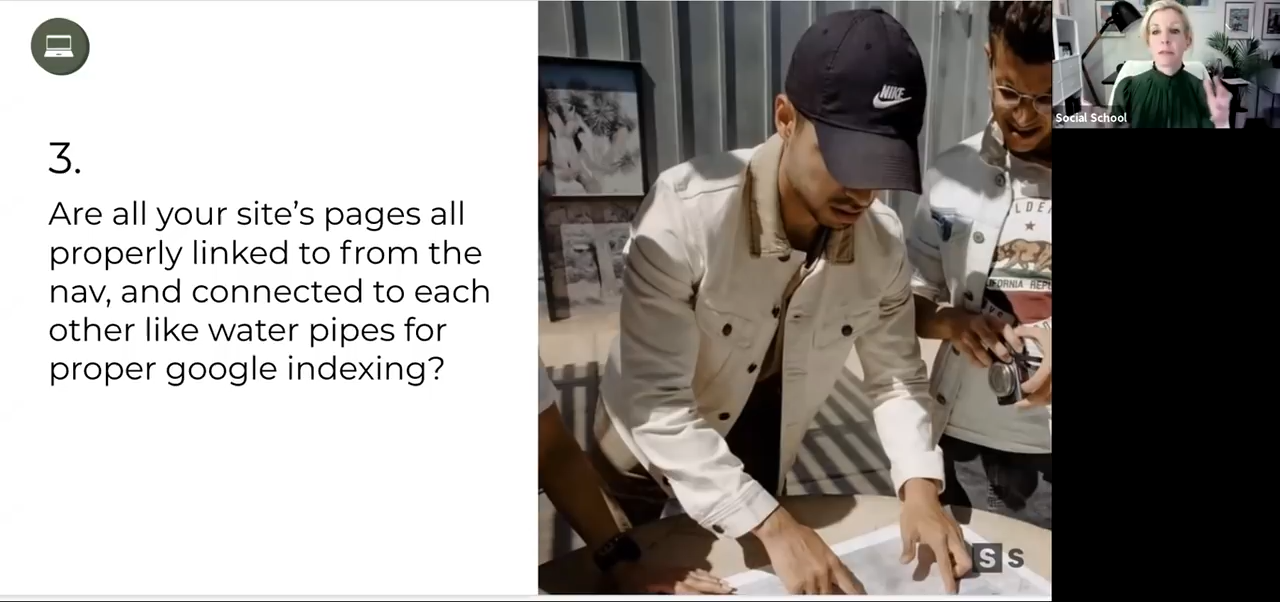 3.
Are all your site's pages all
properly linked to from the
nav, and connected to each
other like water pipes for
proper google indexing?
NIKE
Social School
S S